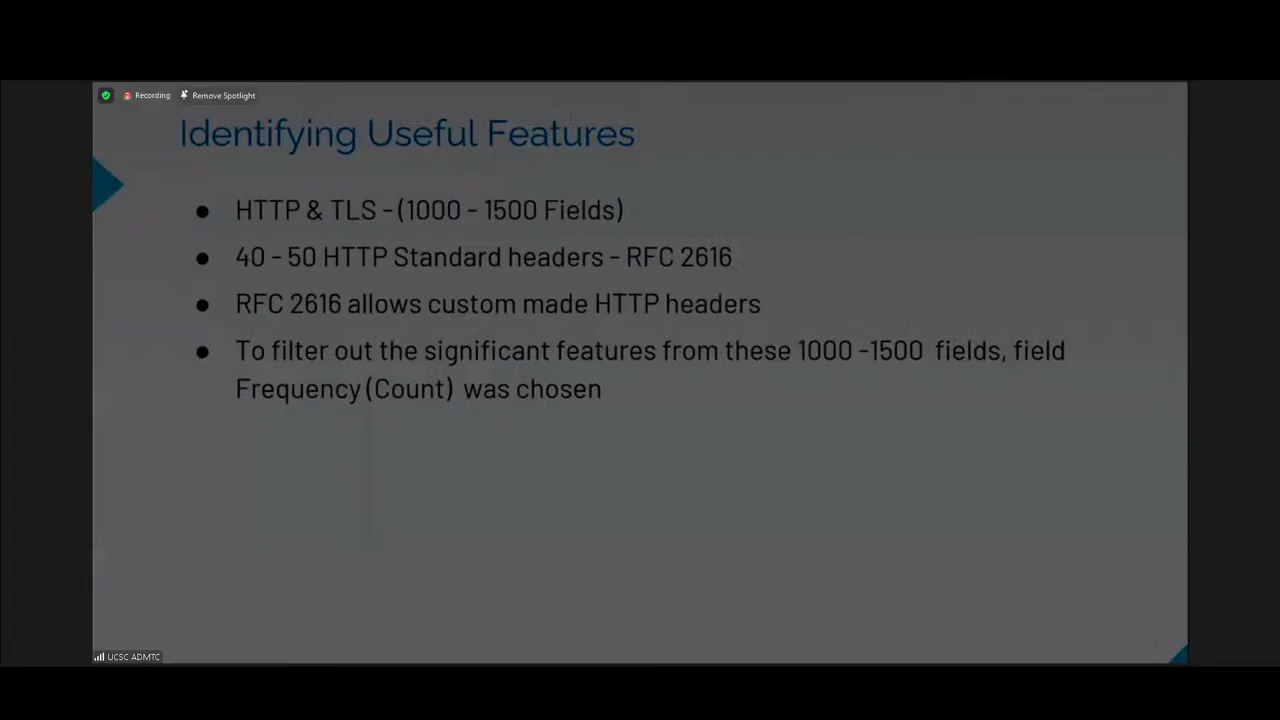 Recording Remove Spotlight
Identifying Useful Features
● HTTP & TLS - (1000 - 1500 Fields)
● 40 - 50 HTTP Standard headers - RFC 2616
● RFC 2616 allows custom made HTTP headers
● To filter out the significant features from these 1000 -1500 fields, field
Frequency (Count) was chosen
UCSC ADMTC